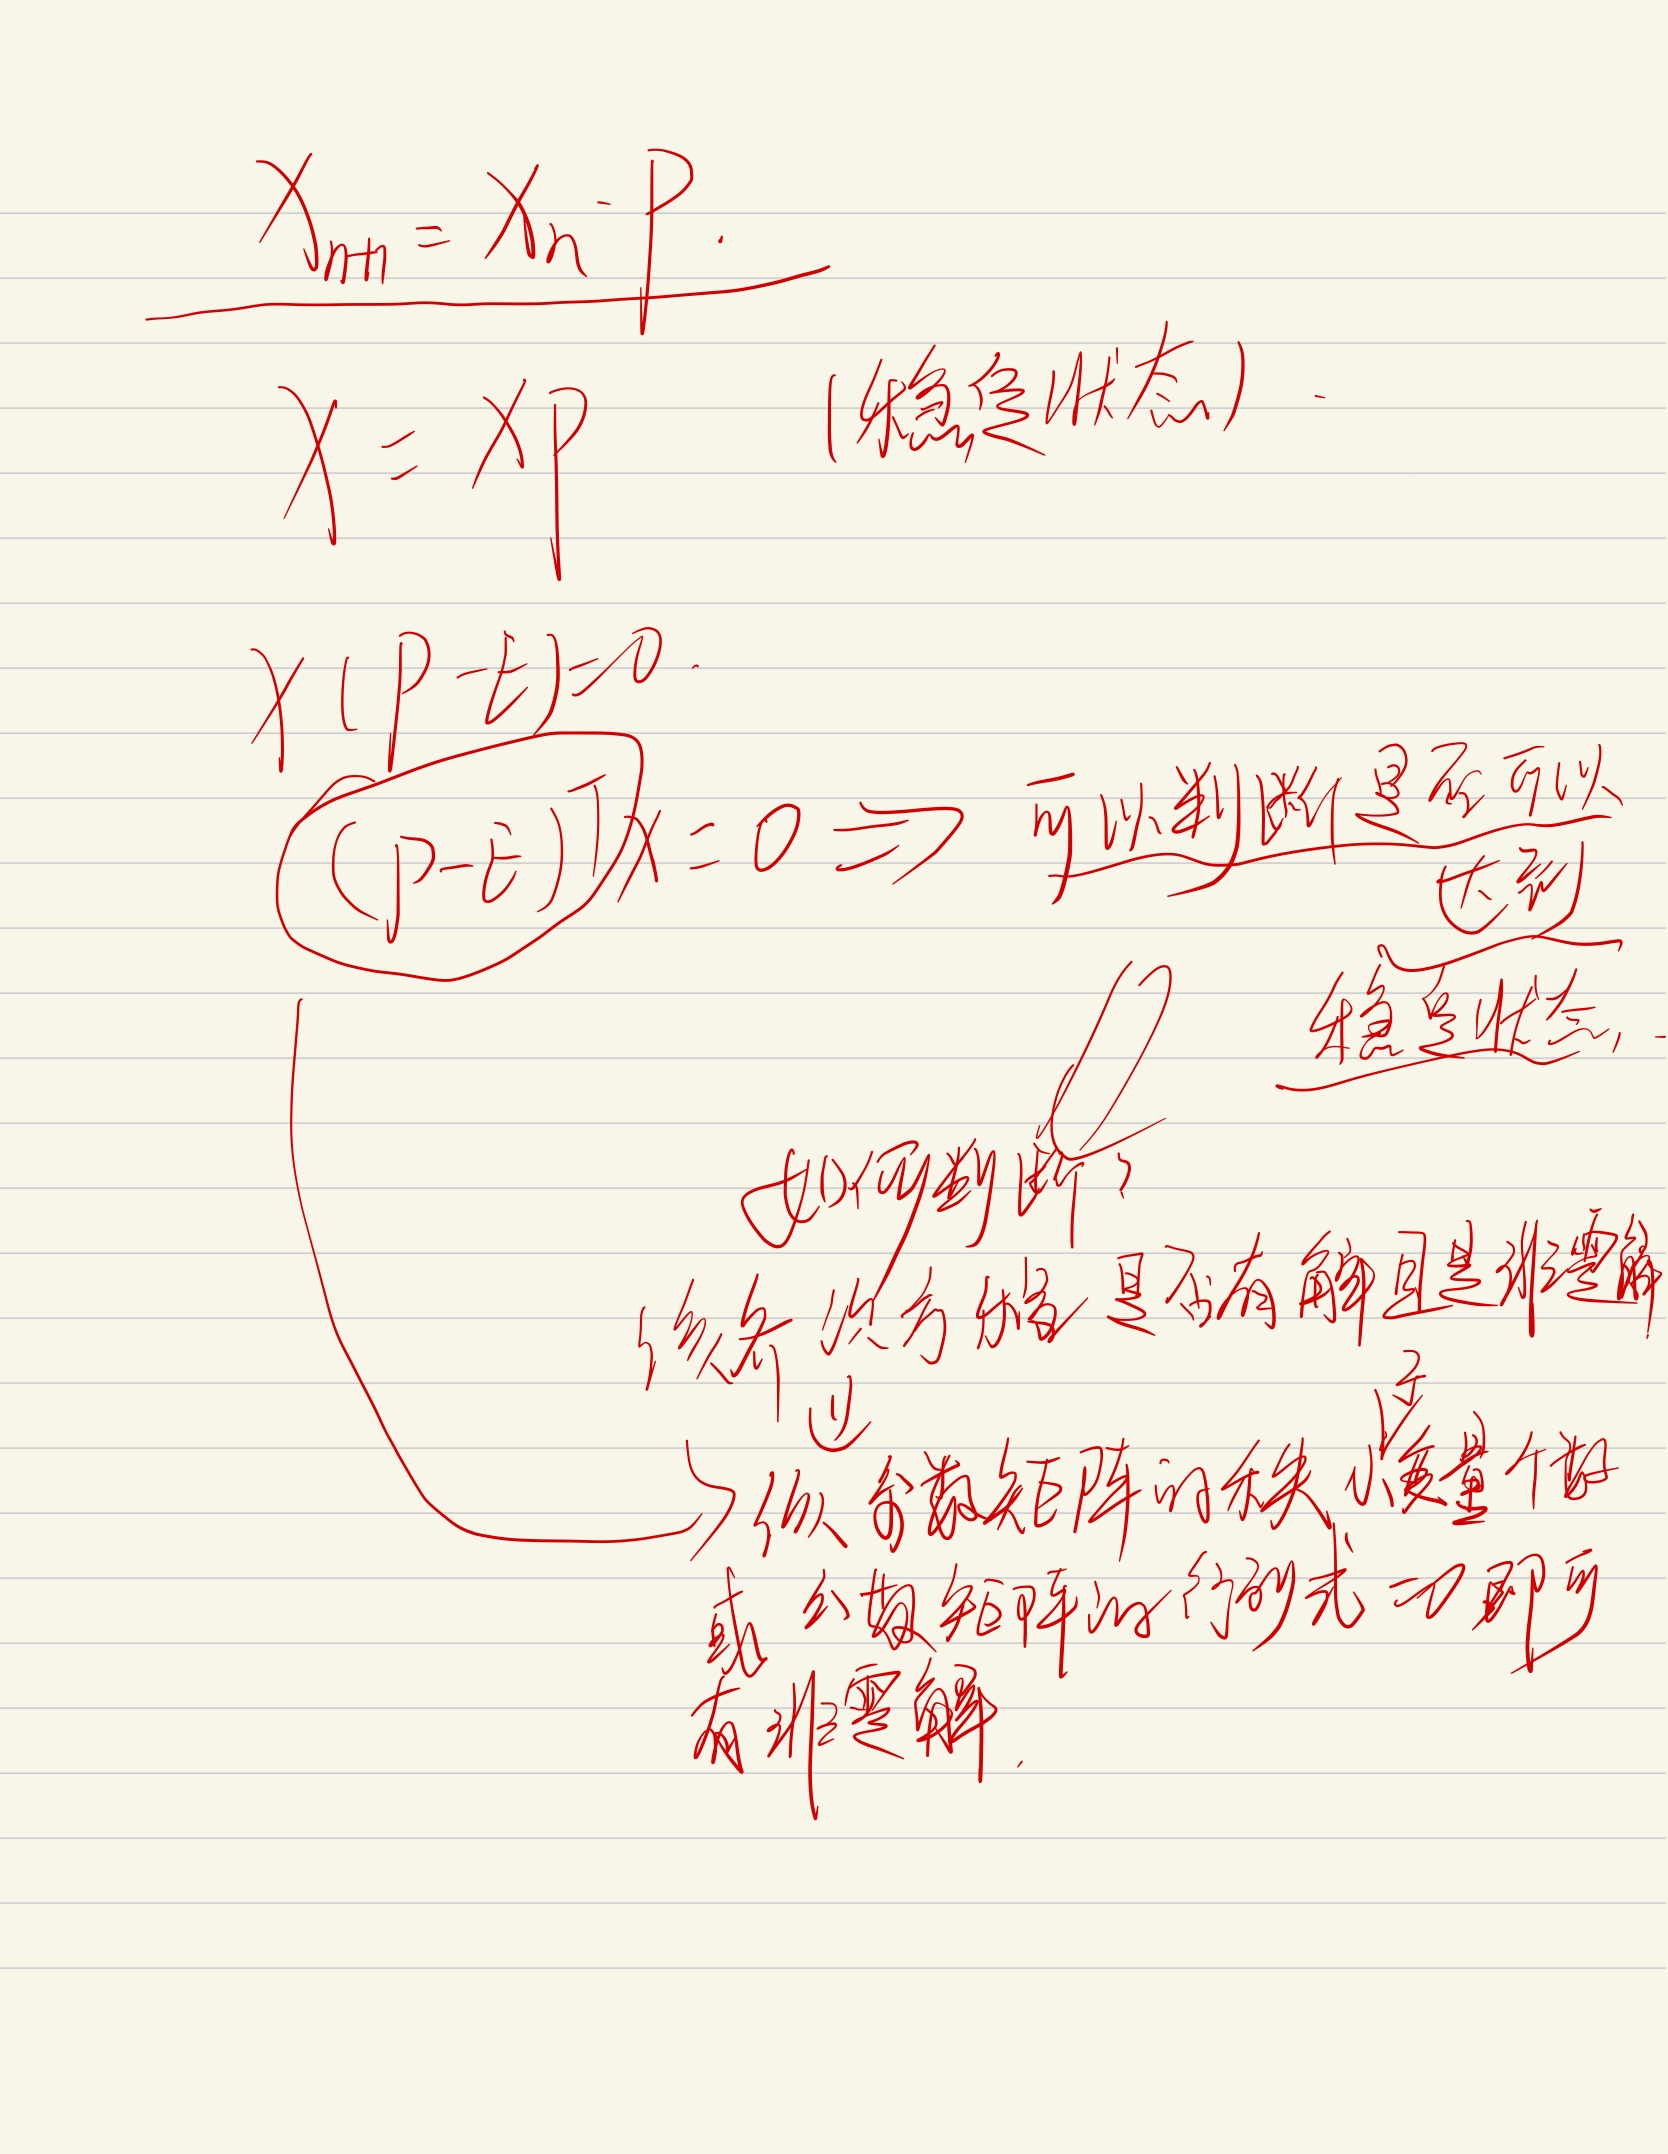 X_{n+1} = X_n · P.
X = XP (稳定状态).
X(P-E)=0.
(P-E)^T X = 0 ⇒ 可以判断是否可以
达到
稳定状态.
如何判断?
该齐次方程是否有解且是非零解
⇓
系数矩阵的秩小于变量个数
或 系数矩阵的行列式=0即可
有非零解.